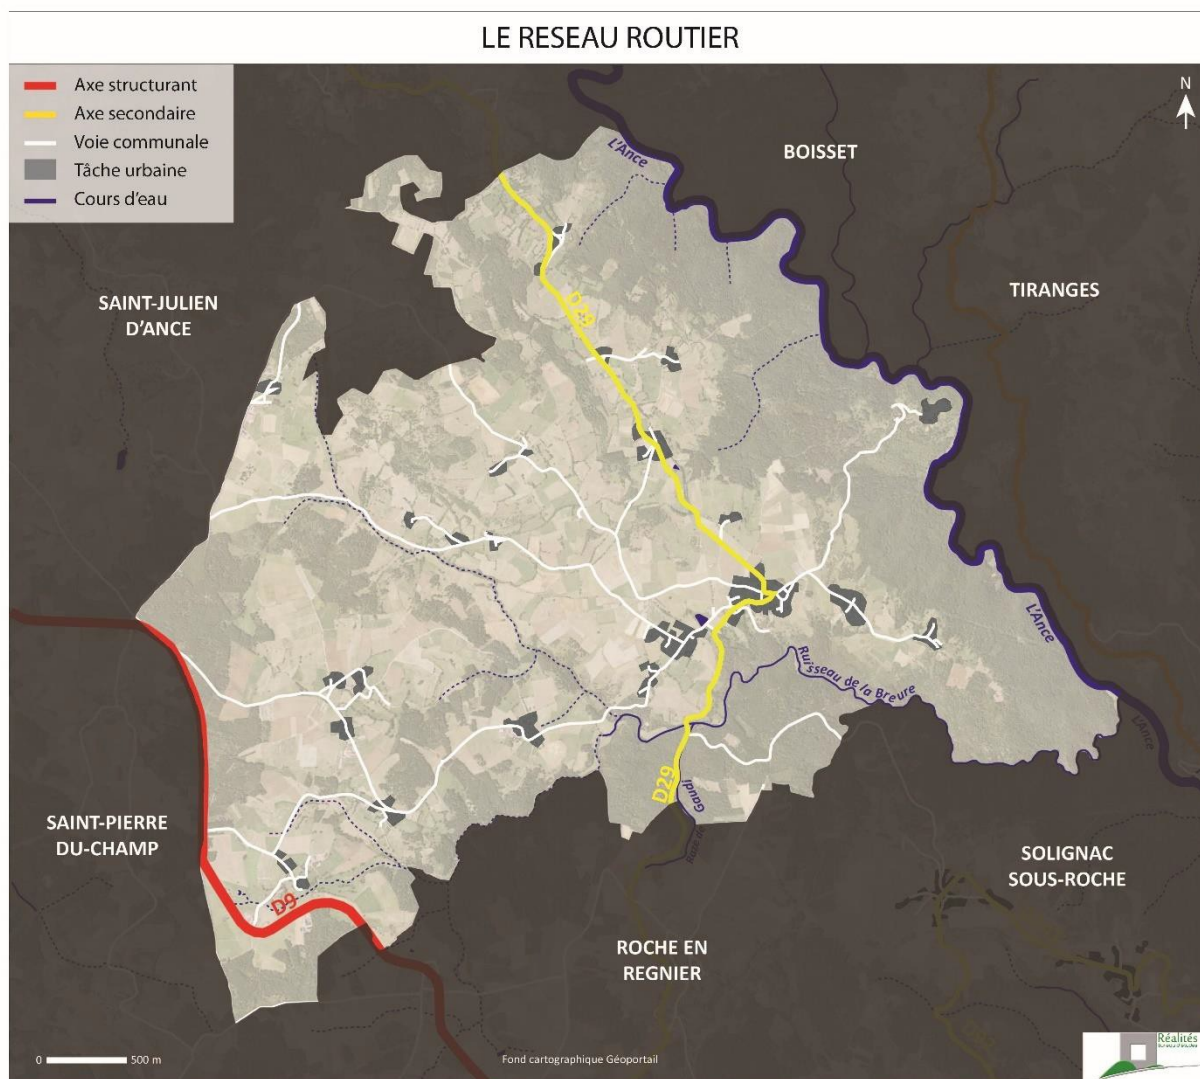 LE RESEAU ROUTIER
Axe structurant
Axe secondaire
Voie communale
Tâche urbaine
Cours d'eau
N
L'Ance
BOISSET
SAINT-JULIEN
D'ANCE
TIRANGES
D29
L'Ance
Ruisseau de la Breure
L'Ance
D29
Gaudi
SAINT-PIERRE
DU-CHAMP
D9
SOLIGNAC
SOUS-ROCHE
ROCHE EN
REGNIER
0 500 m
Fond cartographique Géoportail
Réalités